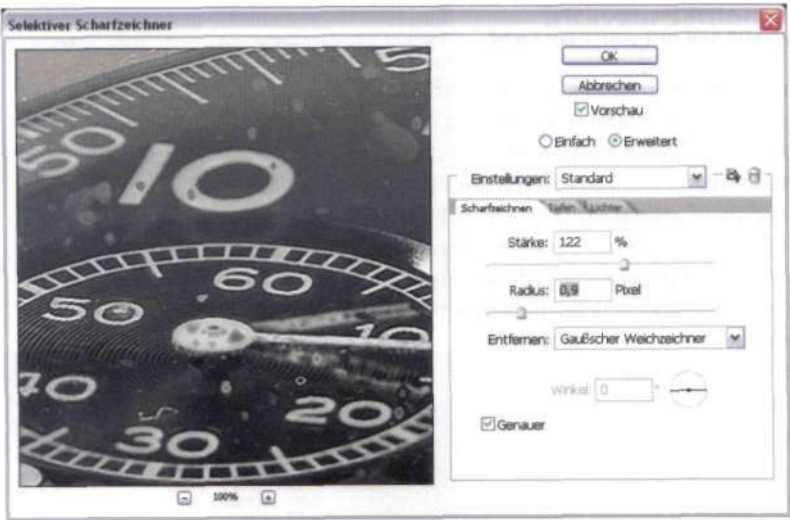 Selektiver Scharfzeichner
OK
Abbrechen
Vorschau
Einfach Erweitert
Einstellungen: Standard
Scharfzeichnen Tiefen Lichter
Stärke: 122 %
Radius: 0,9 Pixel
Entfernen: Gaußscher Weichzeichner
Winkel: 0 °
Genauer
50
5
10
60
50
10
40
20
30
100%